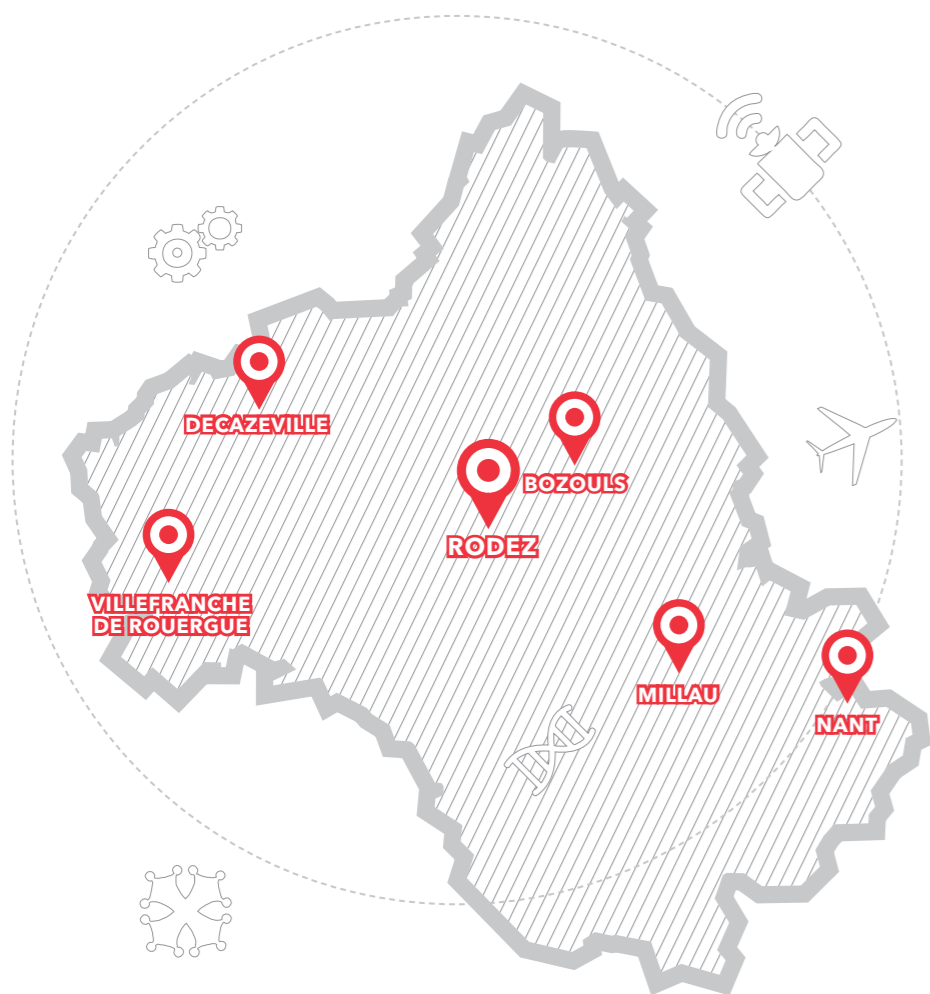 DECAZEVILLE
BOZOULS
RODEZ
VILLEFRANCHE
DE ROUERGUE
MILLAU
NANT